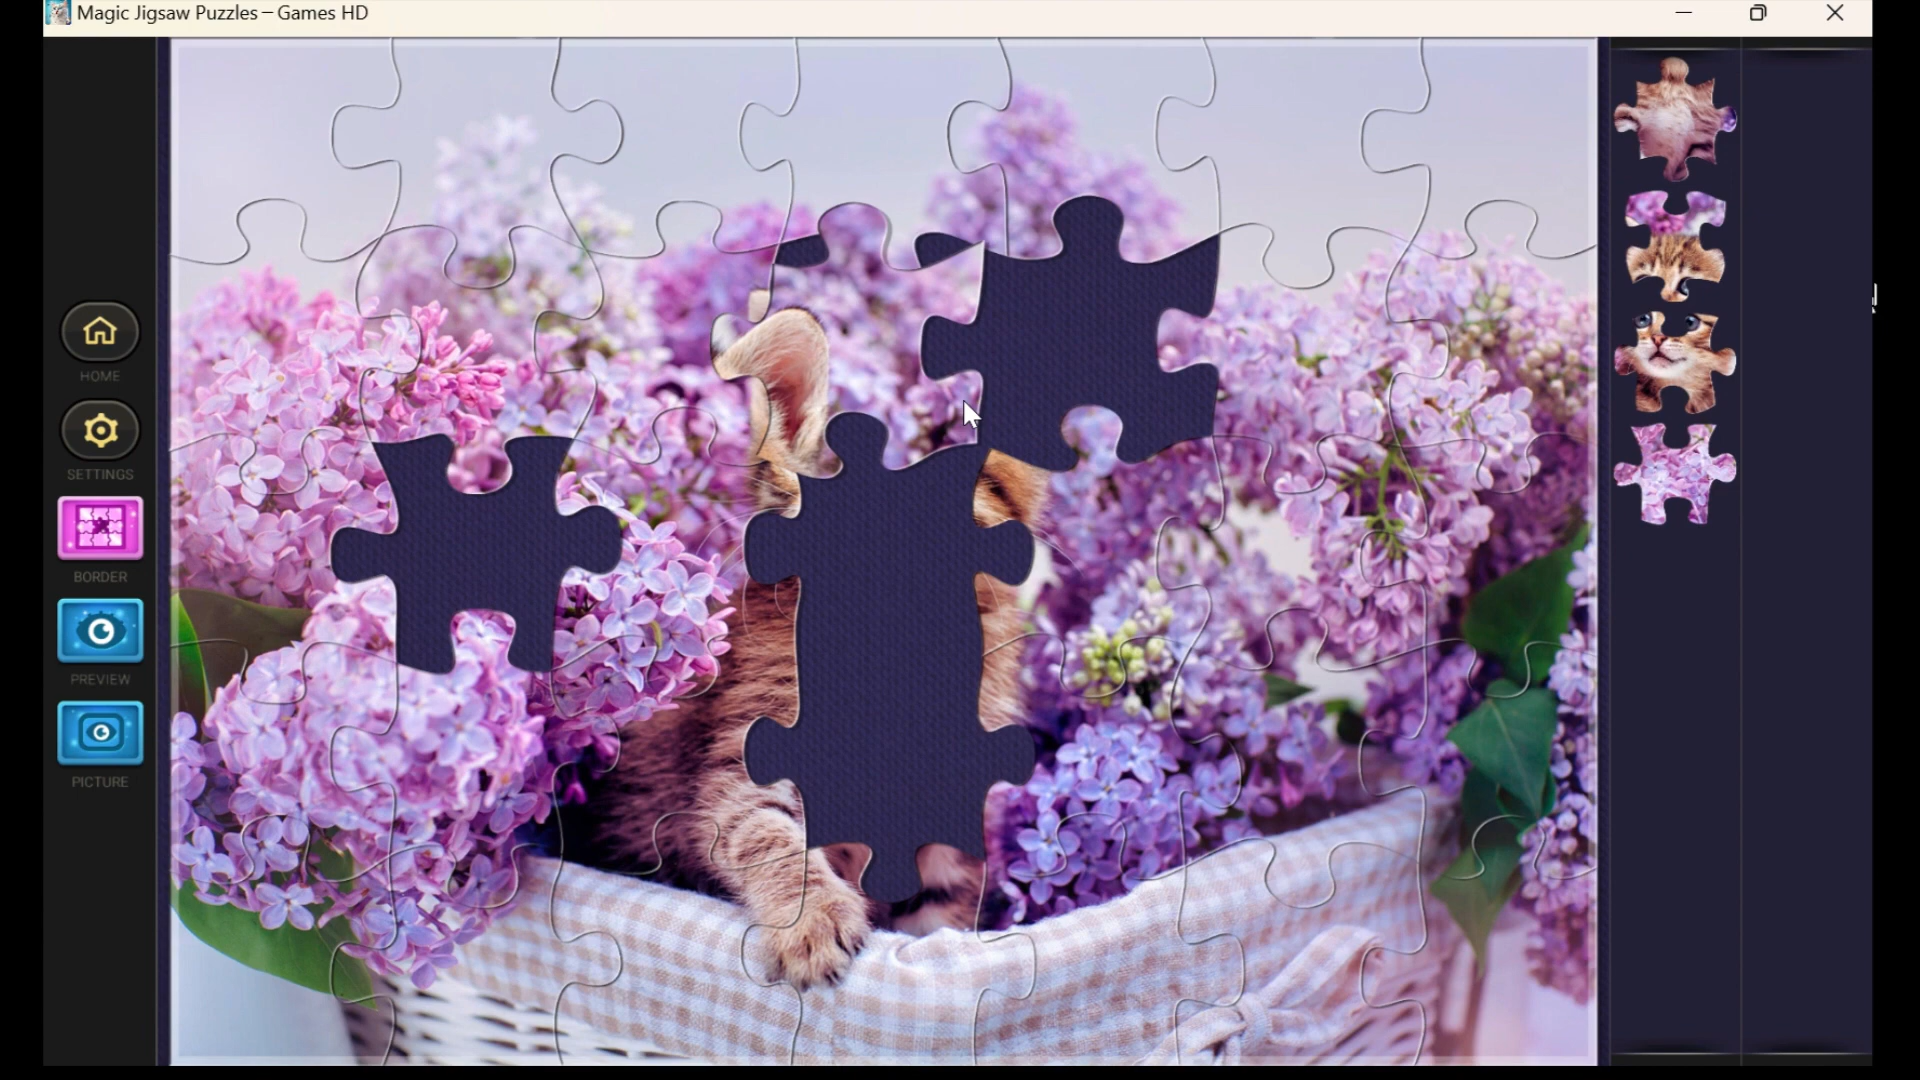 Magic Jigsaw Puzzles – Games HD
HOME
SETTINGS
BORDER
PREVIEW
PICTURE